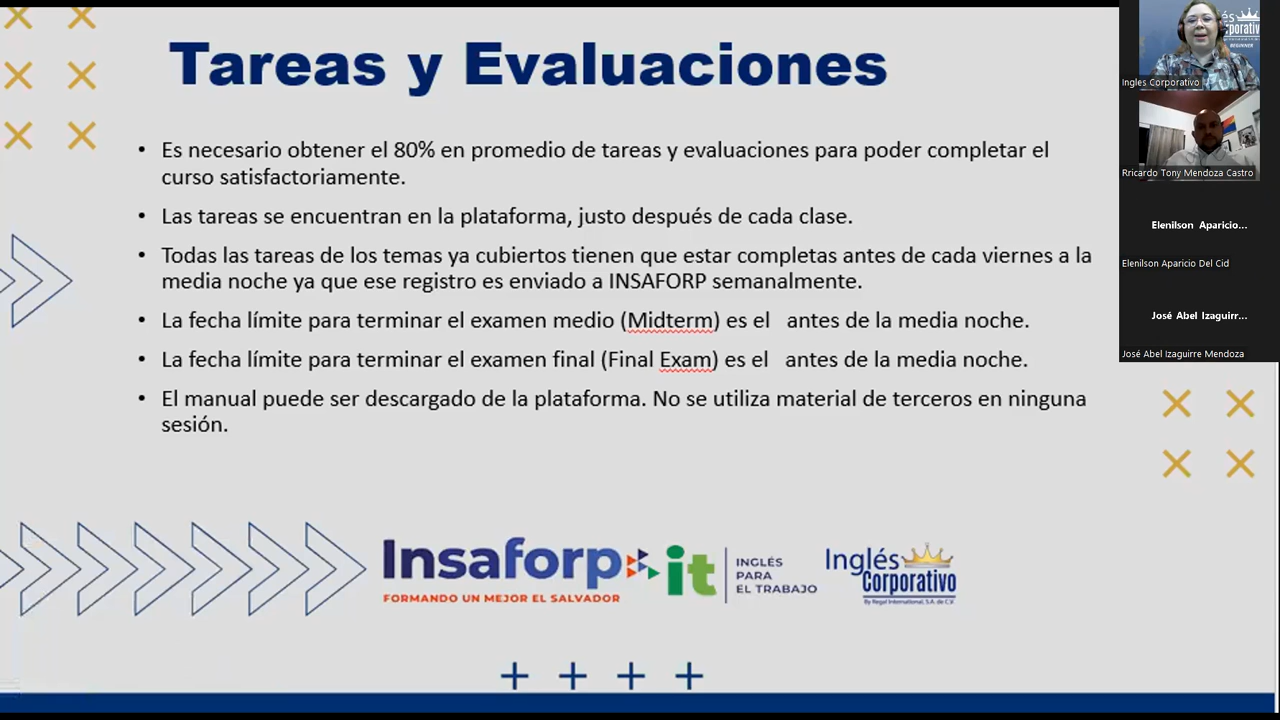 Tareas y Evaluaciones
• Es necesario obtener el 80% en promedio de tareas y evaluaciones para poder completar el
curso satisfactoriamente.
• Las tareas se encuentran en la plataforma, justo después de cada clase.
• Todas las tareas de los temas ya cubiertos tienen que estar completas antes de cada viernes a la
media noche ya que ese registro es enviado a INSAFORP semanalmente.
• La fecha límite para terminar el examen medio (Midterm) es el antes de la media noche.
• La fecha límite para terminar el examen final (Final Exam) es el antes de la media noche.
• El manual puede ser descargado de la plataforma. No se utiliza material de terceros en ninguna
sesión.
Insaforp
FORMANDO UN MEJOR EL SALVADOR
it
INGLÉS
PARA
EL TRABAJO
Inglés
Corporativo
By Regal International, S.A. de C.V.
és
rporativo
BEGINNER
Ingles Corporativo
Rricardo Tony Mendoza Castro
Elenilson Aparicio...
Elenilson Aparicio Del Cid
José Abel Izaguirr...
José Abel Izaguirre Mendoza